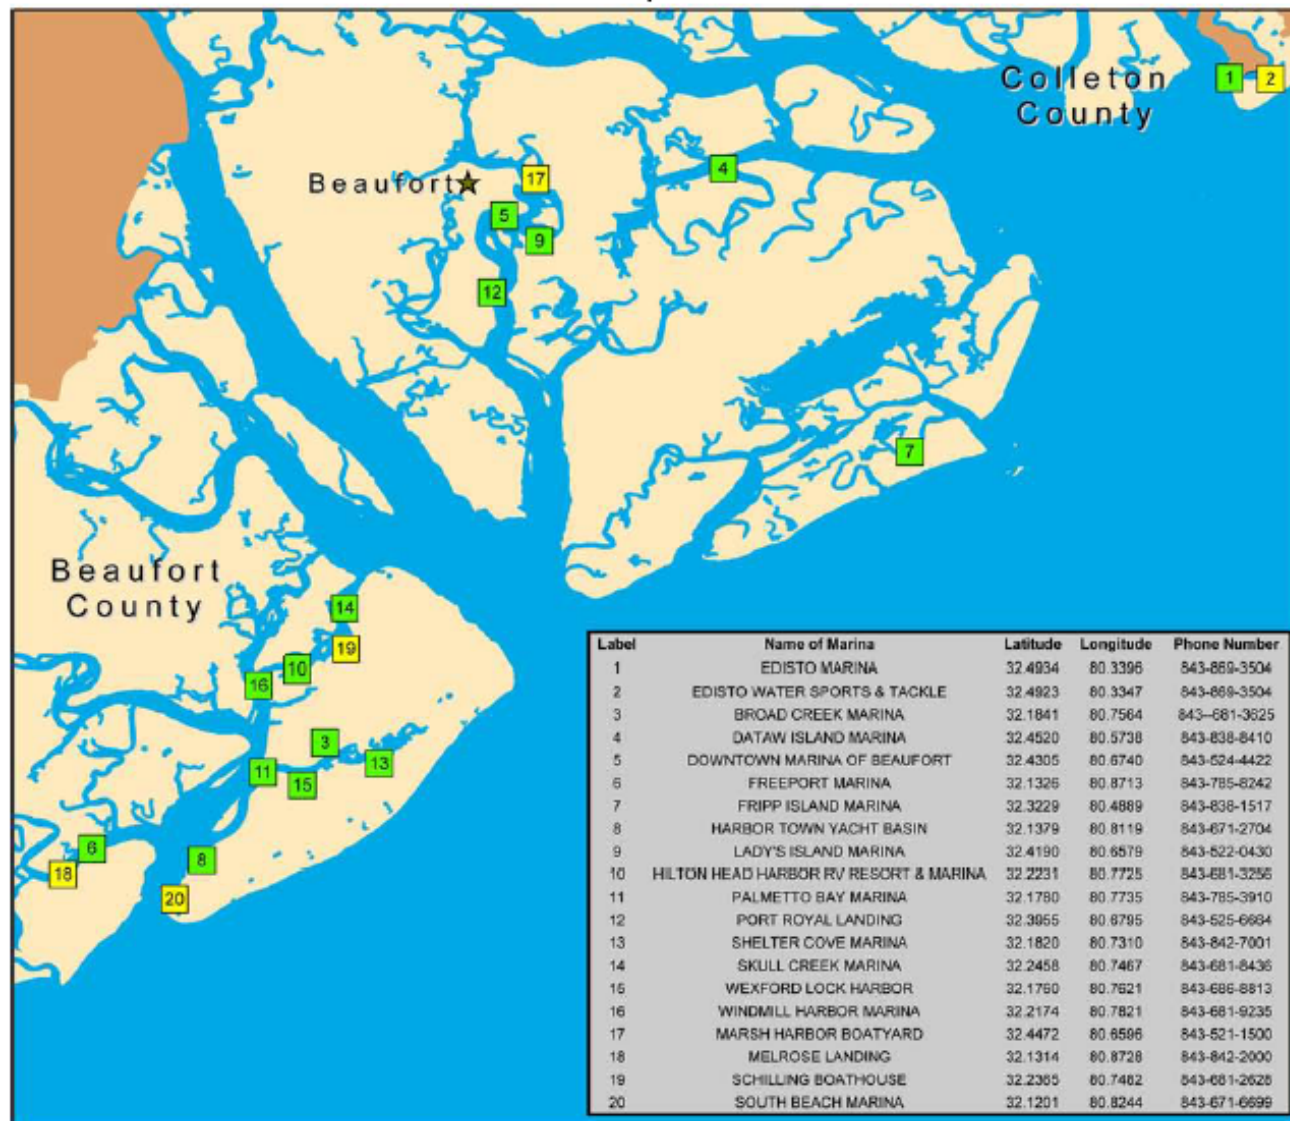 Colleton
County
1 2
4
Beaufort
17
5
9
12
7
Beaufort
County
14
19
10
16
3
11
13
15
6
8
18
20
Label Name of Marina Latitude Longitude Phone Number
1 EDISTO MARINA 32.4934 80.3396 843-869-3504
2 EDISTO WATER SPORTS & TACKLE 32.4923 80.3347 843-869-3504
3 BROAD CREEK MARINA 32.1841 80.7564 843--681-3625
4 DATAW ISLAND MARINA 32.4520 80.5738 843-838-8410
5 DOWNTOWN MARINA OF BEAUFORT 32.4305 80.6740 843-524-4422
6 FREEPORT MARINA 32.1326 80.8713 843-785-8242
7 FRIPP ISLAND MARINA 32.3229 80.4889 843-838-1517
8 HARBOR TOWN YACHT BASIN 32.1379 80.8119 843-671-2704
9 LADY'S ISLAND MARINA 32.4190 80.6579 843-522-0430
10 HILTON HEAD HARBOR RV RESORT & MARINA 32.2231 80.7725 843-681-3256
11 PALMETTO BAY MARINA 32.1780 80.7735 843-785-3910
12 PORT ROYAL LANDING 32.3955 80.6795 843-525-6664
13 SHELTER COVE MARINA 32.1820 80.7310 843-842-7001
14 SKULL CREEK MARINA 32.2458 80.7467 843-681-8436
15 WEXFORD LOCK HARBOR 32.1760 80.7621 843-686-8813
16 WINDMILL HARBOR MARINA 32.2174 80.7821 843-681-9235
17 MARSH HARBOR BOATYARD 32.4472 80.6596 843-521-1500
18 MELROSE LANDING 32.1314 80.8728 843-842-2000
19 SCHILLING BOATHOUSE 32.2365 80.7482 843-681-2628
20 SOUTH BEACH MARINA 32.1201 80.8244 843-671-6699